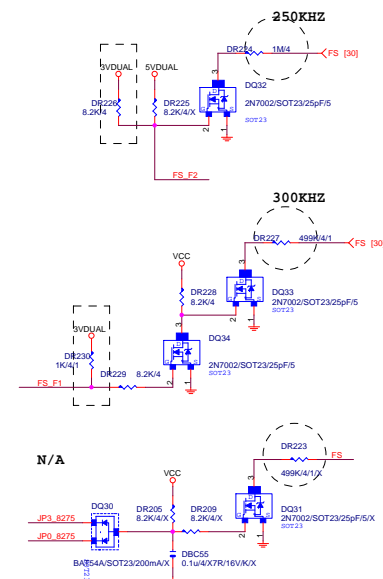 250KHZ
DR224 1M/4
FS [30]
3
3VDUAL 5VDUAL
D
DQ32
DR226 DR225
8.2K/4 8.2K/4/X
2N7002/SOT23/25pF/5
G S
SOT23
2 1
FS_F2
300KHZ
DR227 499K/4/1
FS [30
VCC
3
D
DQ33
DR228
8.2K/4
2N7002/SOT23/25pF/5
G S
SOT23
2 1
3
3VDUAL
D
DQ34
DR230
1K/4/1
2N7002/SOT23/25pF/5
G S
SOT23
DR229 8.2K/4
FS_F1
2 1
N/A
DR223
FS
499K/4/1/X
VCC
3
D
DQ31
DQ30
DR205 DR209
8.2K/4/X 8.2K/4/X
2N7002/SOT23/25pF/5/X
G S
SOT23
JP3_8275
JP0_8275
2 1
DBC55
BAT54A/SOT23/200mA/X
0.1u/4/X7R/16V/K/X